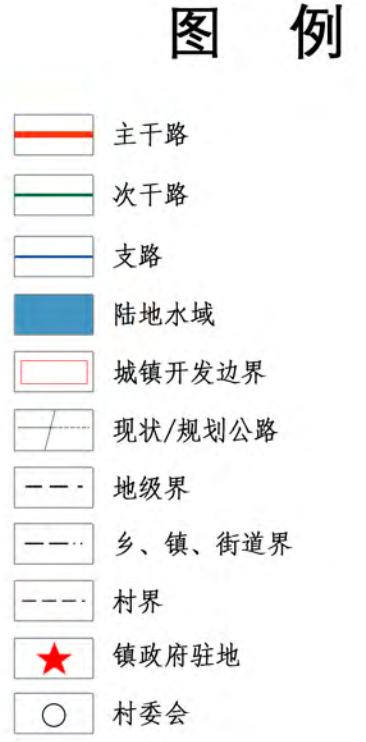 图 例
主干路
次干路
支路
陆地水域
城镇开发边界
现状/规划公路
地级界
乡、镇、街道界
村界
镇政府驻地
村委会